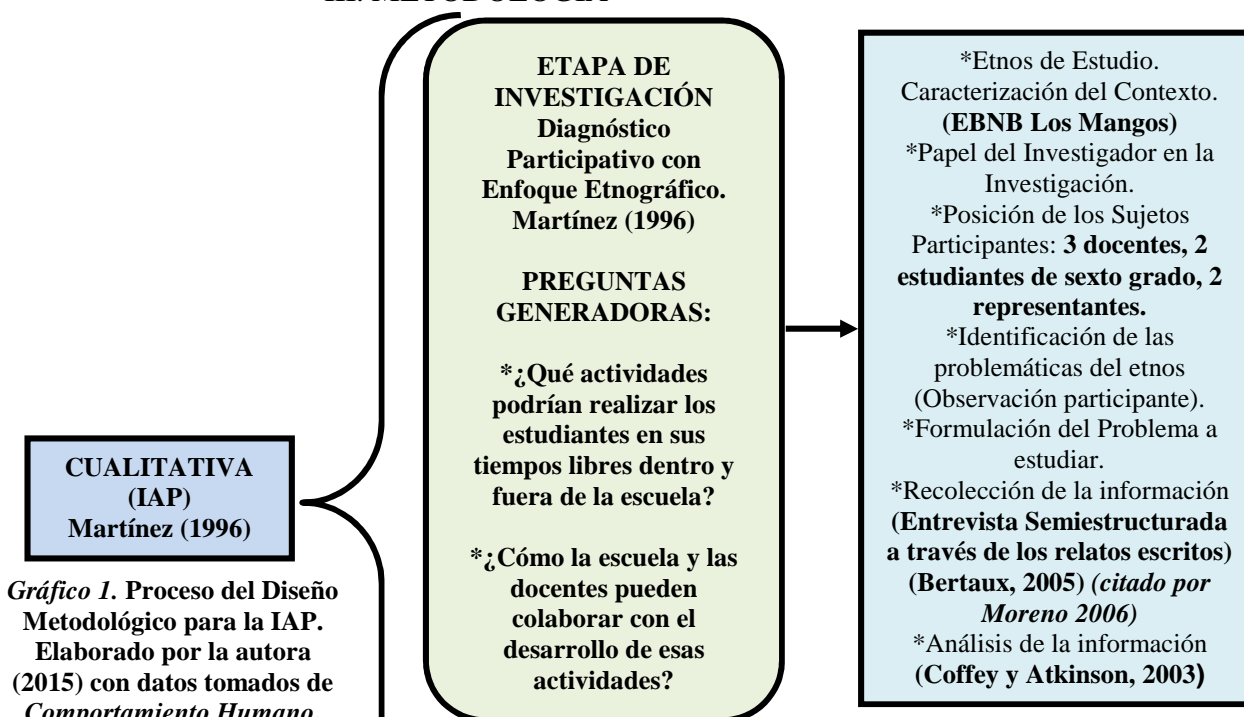 III. METODOLOGÍA
CUALITATIVA
(IAP)
Martínez (1996)
Gráfico 1. Proceso del Diseño
Metodológico para la IAP.
Elaborado por la autora
(2015) con datos tomados de
Comportamiento Humano
ETAPA DE
INVESTIGACIÓN
Diagnóstico
Participativo con
Enfoque Etnográfico.
Martínez (1996)
PREGUNTAS
GENERADORAS:
*¿Qué actividades
podrían realizar los
estudiantes en sus
tiempos libres dentro y
fuera de la escuela?
*¿Cómo la escuela y las
docentes pueden
colaborar con el
desarrollo de esas
actividades?
*Etnos de Estudio.
Caracterización del Contexto.
(EBNB Los Mangos)
*Papel del Investigador en la
Investigación.
*Posición de los Sujetos
Participantes: 3 docentes, 2
estudiantes de sexto grado, 2
representantes.
*Identificación de las
problemáticas del etnos
(Observación participante).
*Formulación del Problema a
estudiar.
*Recolección de la información
(Entrevista Semiestructurada
a través de los relatos escritos)
(Bertaux, 2005) (citado por
Moreno 2006)
*Análisis de la información
(Coffey y Atkinson, 2003)